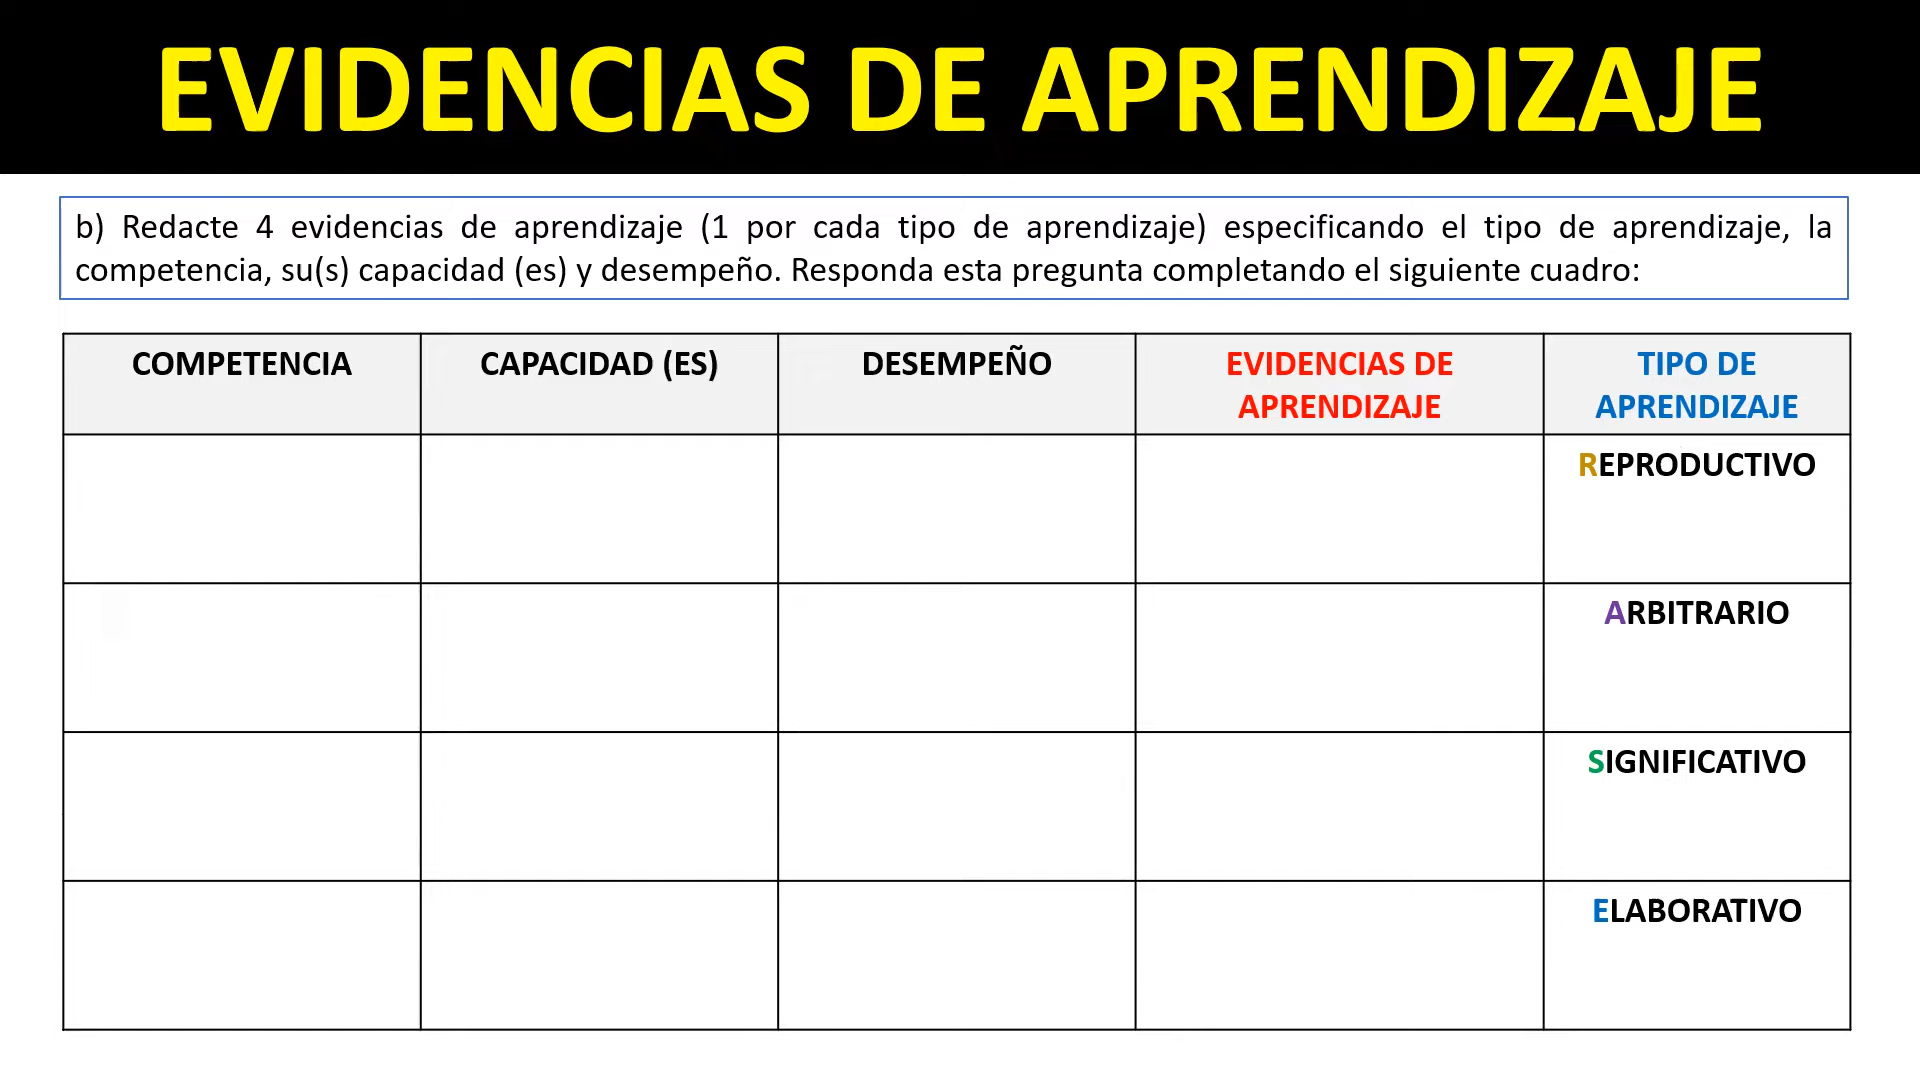 EVIDENCIAS DE APRENDIZAJE
b) Redacte 4 evidencias de aprendizaje (1 por cada tipo de aprendizaje) especificando el tipo de aprendizaje, la
competencia, su(s) capacidad (es) y desempeño. Responda esta pregunta completando el siguiente cuadro:
COMPETENCIA
CAPACIDAD (ES)
DESEMPEÑO
EVIDENCIAS DE
APRENDIZAJE
TIPO DE
APRENDIZAJE
REPRODUCTIVO
ARBITRARIO
SIGNIFICATIVO
ELABORATIVO